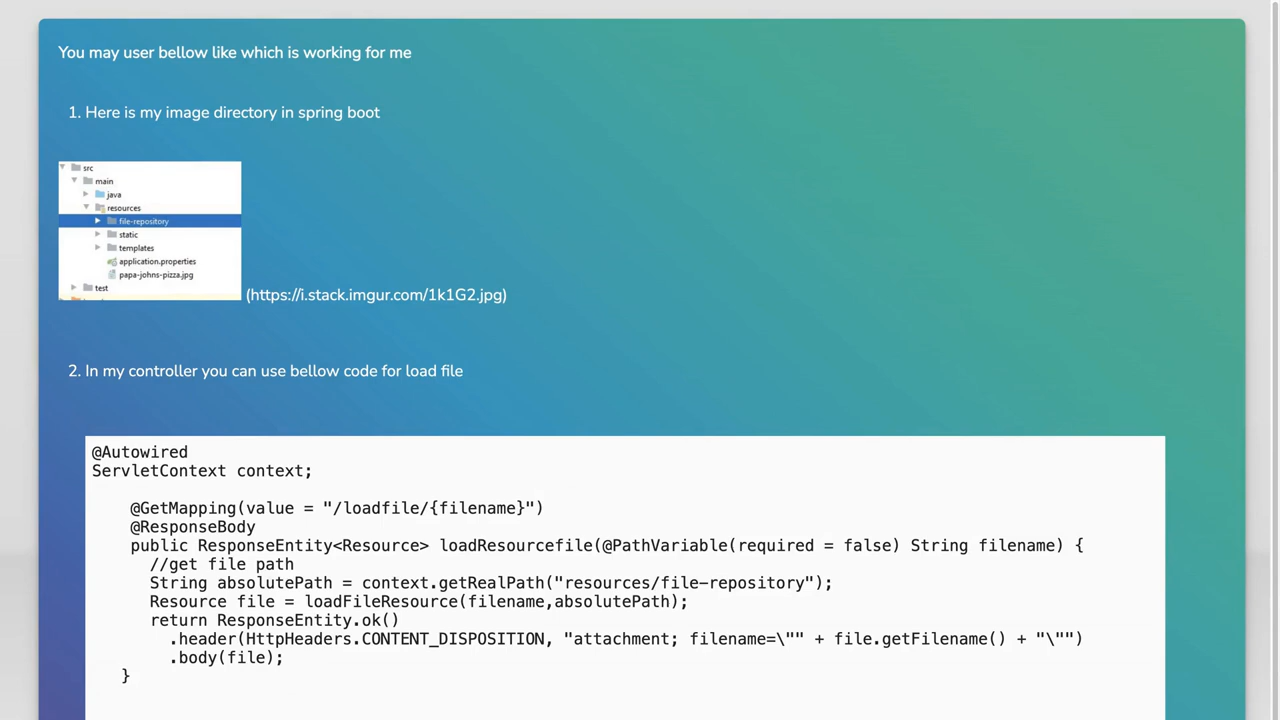 You may user bellow like which is working for me
1. Here is my image directory in spring boot
src
main
java
resources
file-repository
static
templates
application.properties
papa-johns-pizza.jpg
test
(https://i.stack.imgur.com/1k1G2.jpg)
2. In my controller you can use bellow code for load file
@Autowired
ServletContext context;
@GetMapping(value = "/loadfile/{filename}")
@ResponseBody
public ResponseEntity<Resource> loadResourcefile(@PathVariable(required = false) String filename) {
//get file path
String absolutePath = context.getRealPath("resources/file-repository");
Resource file = loadFileResource(filename,absolutePath);
return ResponseEntity.ok()
.header(HttpHeaders.CONTENT_DISPOSITION, "attachment; filename=\"" + file.getFilename() + "\"")
.body(file);
}